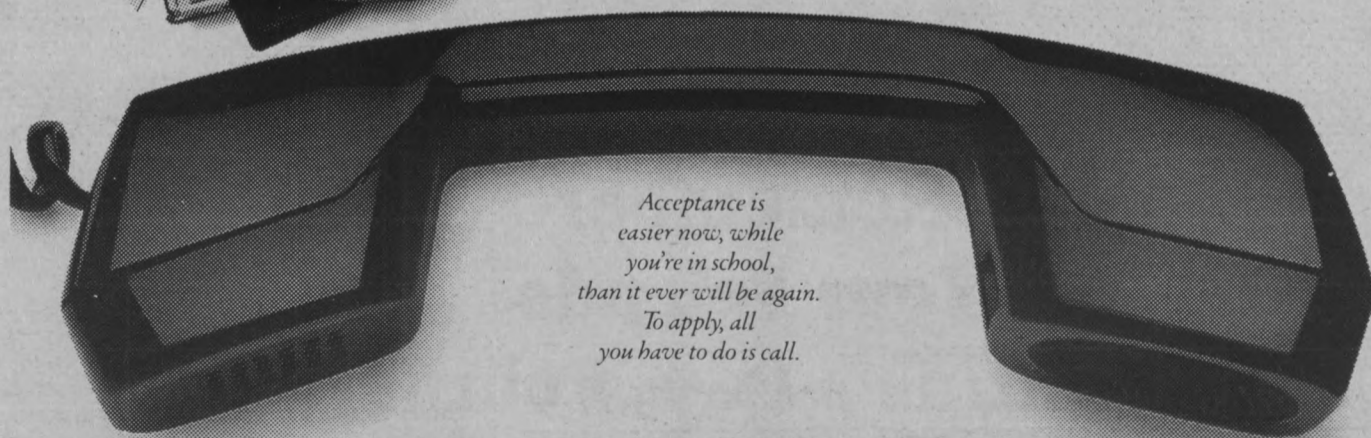 Acceptance is
easier now, while
you're in school,
than it ever will be again.
To apply, all
you have to do is call.